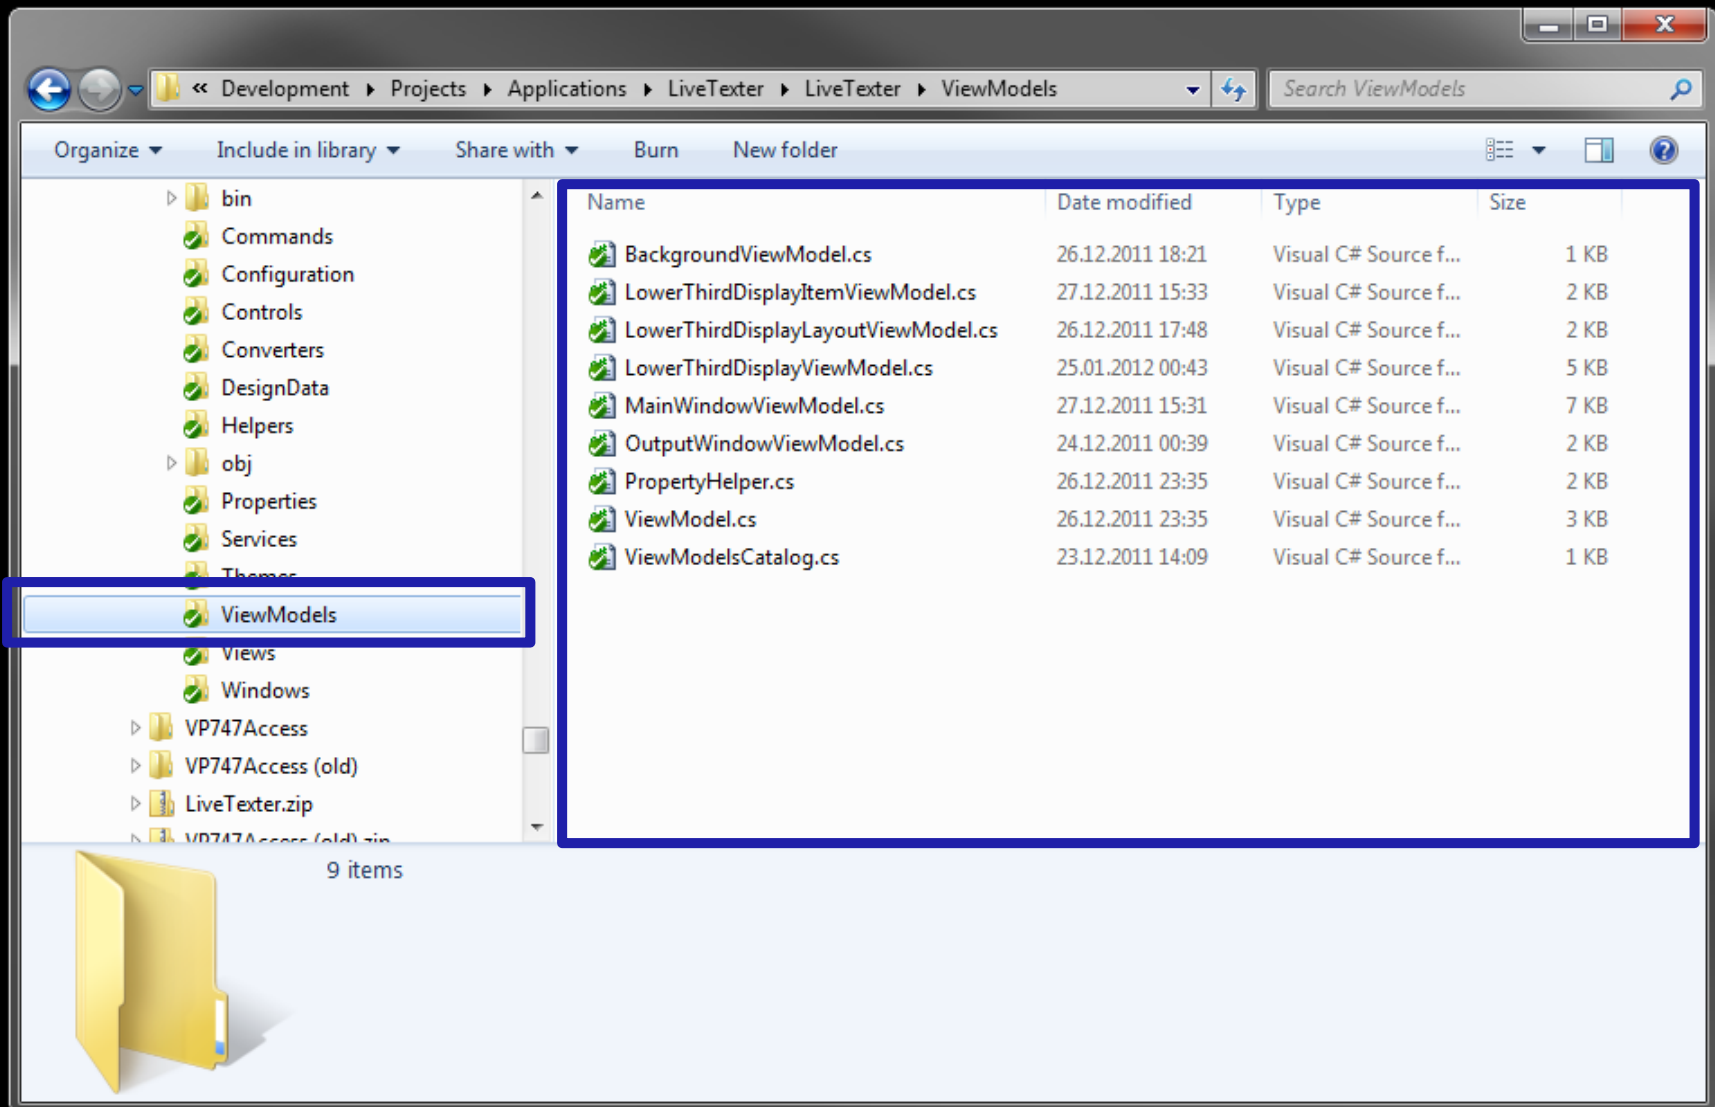 « Development ▸ Projects ▸ Applications ▸ LiveTexter ▸ LiveTexter ▸ ViewModels
Search ViewModels
Organize Include in library Share with Burn New folder
bin
Commands
Configuration
Controls
Converters
DesignData
Helpers
obj
Properties
Services
Themes
ViewModels
Views
Windows
VP747Access
VP747Access (old)
LiveTexter.zip
VP747Access (old).zip
Name Date modified Type Size
BackgroundViewModel.cs 26.12.2011 18:21 Visual C# Source f... 1 KB
LowerThirdDisplayItemViewModel.cs 27.12.2011 15:33 Visual C# Source f... 2 KB
LowerThirdDisplayLayoutViewModel.cs 26.12.2011 17:48 Visual C# Source f... 2 KB
LowerThirdDisplayViewModel.cs 25.01.2012 00:43 Visual C# Source f... 5 KB
MainWindowViewModel.cs 27.12.2011 15:31 Visual C# Source f... 7 KB
OutputWindowViewModel.cs 24.12.2011 00:39 Visual C# Source f... 2 KB
PropertyHelper.cs 26.12.2011 23:35 Visual C# Source f... 2 KB
ViewModel.cs 26.12.2011 23:35 Visual C# Source f... 3 KB
ViewModelsCatalog.cs 23.12.2011 14:09 Visual C# Source f... 1 KB
9 items